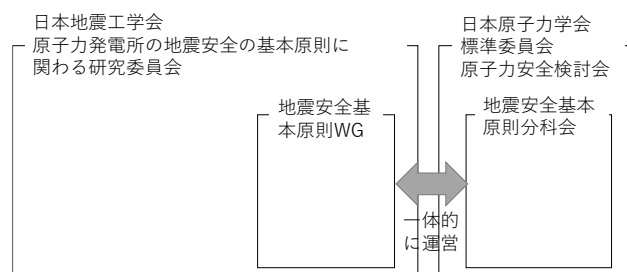 日本地震工学会
原子力発電所の地震安全の基本原則に
関わる研究委員会
地震安全基
本原則WG
日本原子力学会
標準委員会
原子力安全検討会
地震安全基本
原則分科会
一体的
に運営